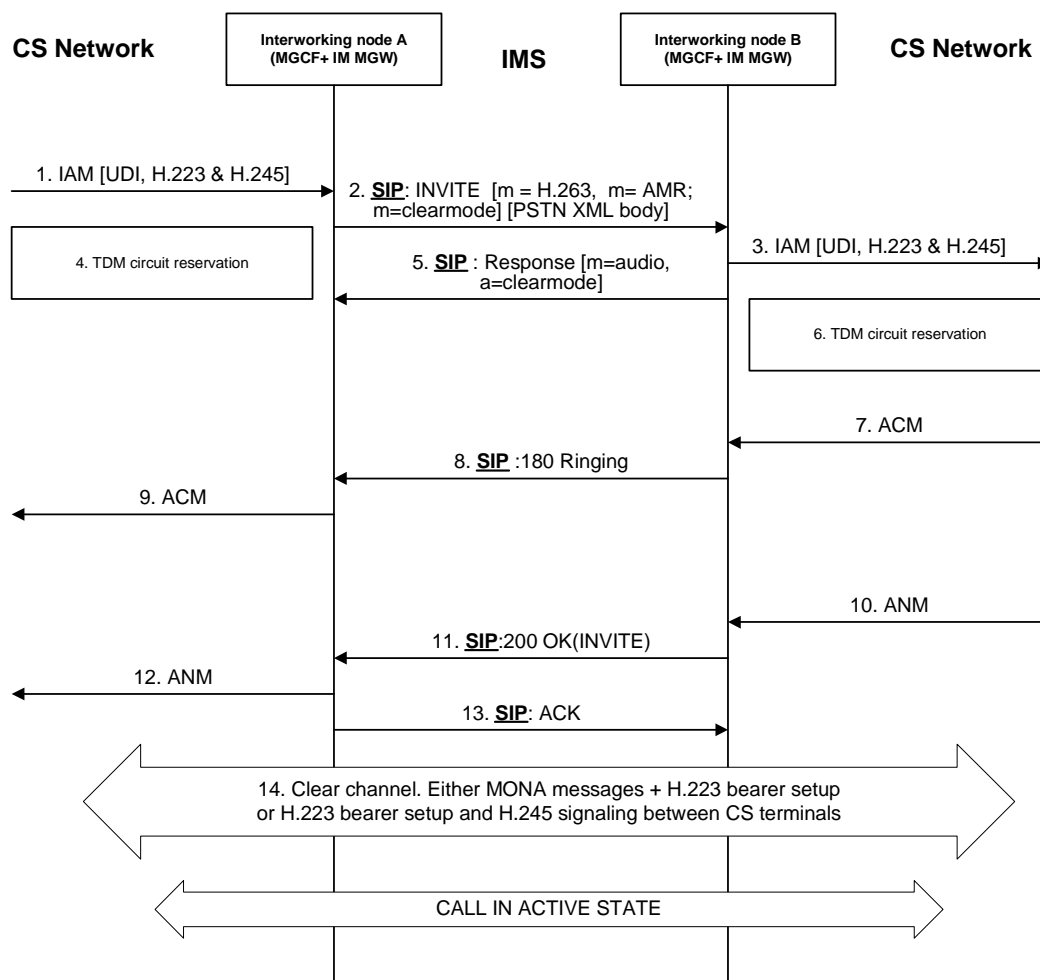 CS Network
Interworking node A
(MGCF+ IM MGW)
IMS
Interworking node B
(MGCF+ IM MGW)
CS Network
1. IAM [UDI, H.223 & H.245]
2. SIP: INVITE [m = H.263, m= AMR;
m=clearmode] [PSTN XML body]
3. IAM [UDI, H.223 & H.245]
4. TDM circuit reservation
5. SIP : Response [m=audio,
a=clearmode]
6. TDM circuit reservation
7. ACM
8. SIP :180 Ringing
9. ACM
10. ANM
11. SIP:200 OK(INVITE)
12. ANM
13. SIP: ACK
14. Clear channel. Either MONA messages + H.223 bearer setup
or H.223 bearer setup and H.245 signaling between CS terminals
CALL IN ACTIVE STATE